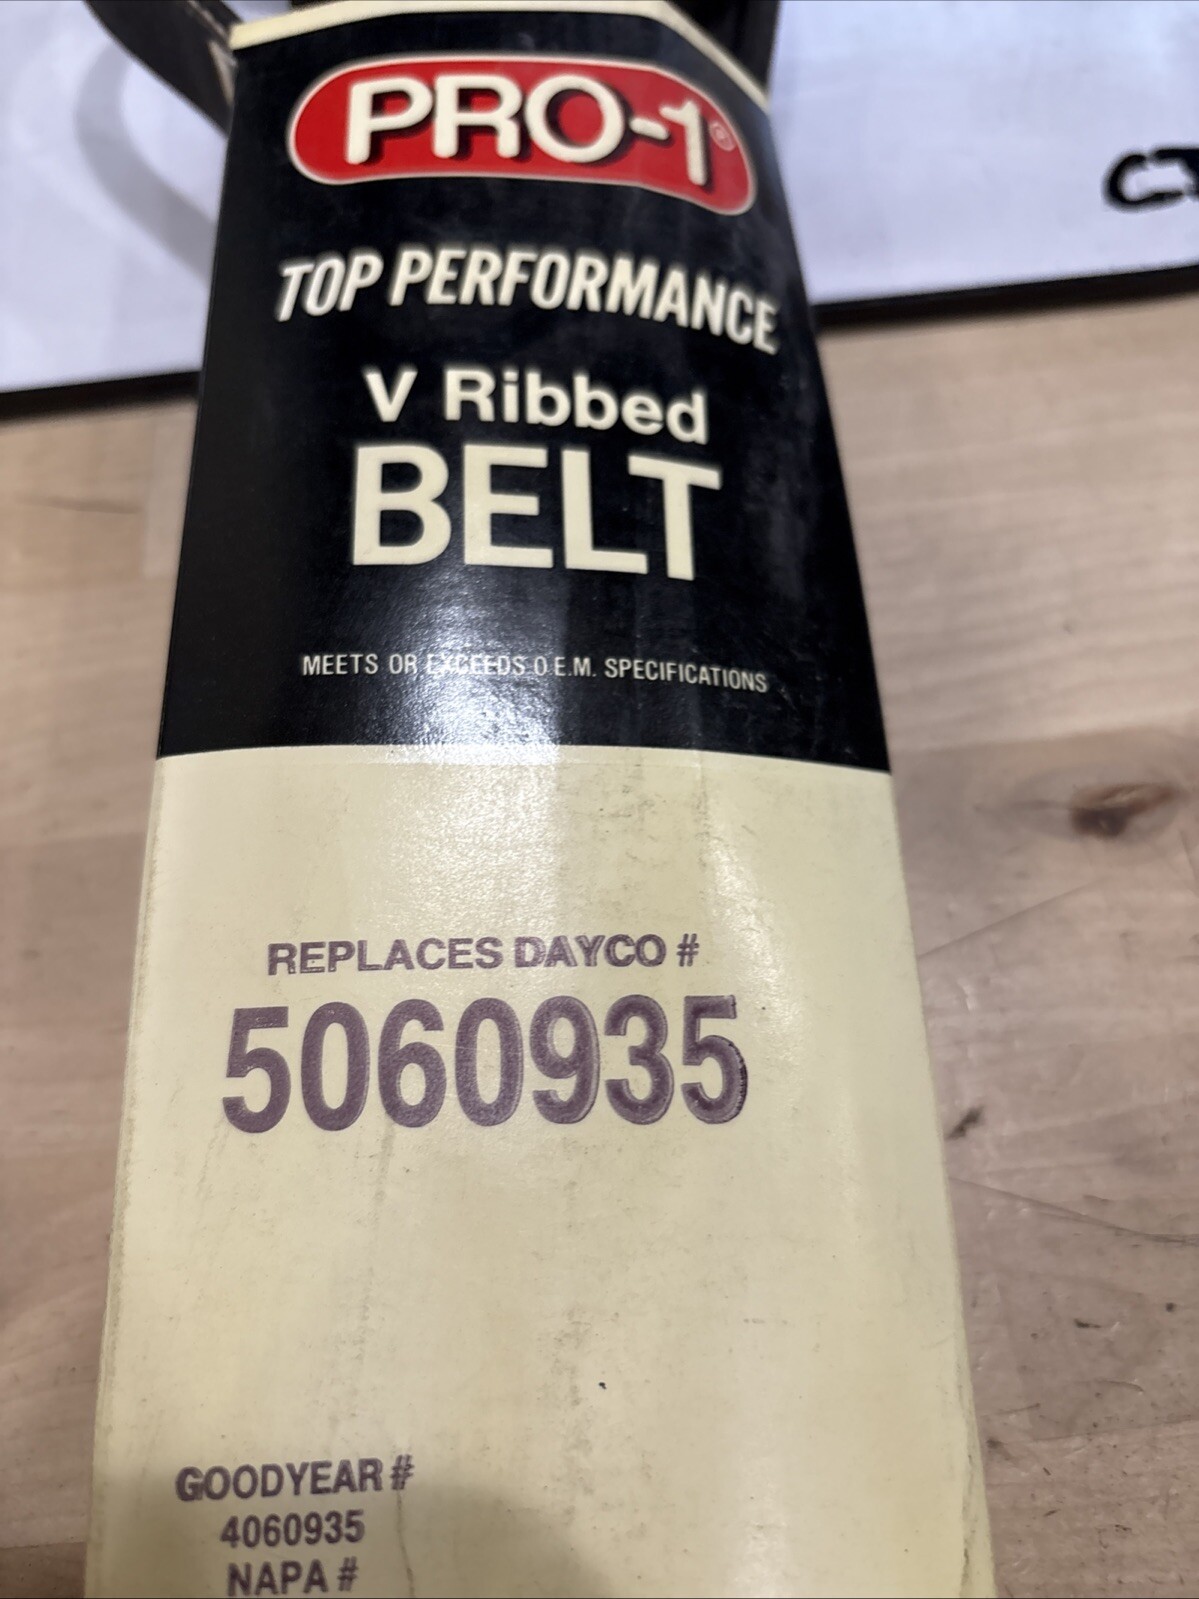 PRO-1®
TOP PERFORMANCE
V Ribbed
BELT
MEETS OR EXCEEDS O.E.M. SPECIFICATIONS
REPLACES DAYCO #
5060935
GOODYEAR #
4060935
NAPA #